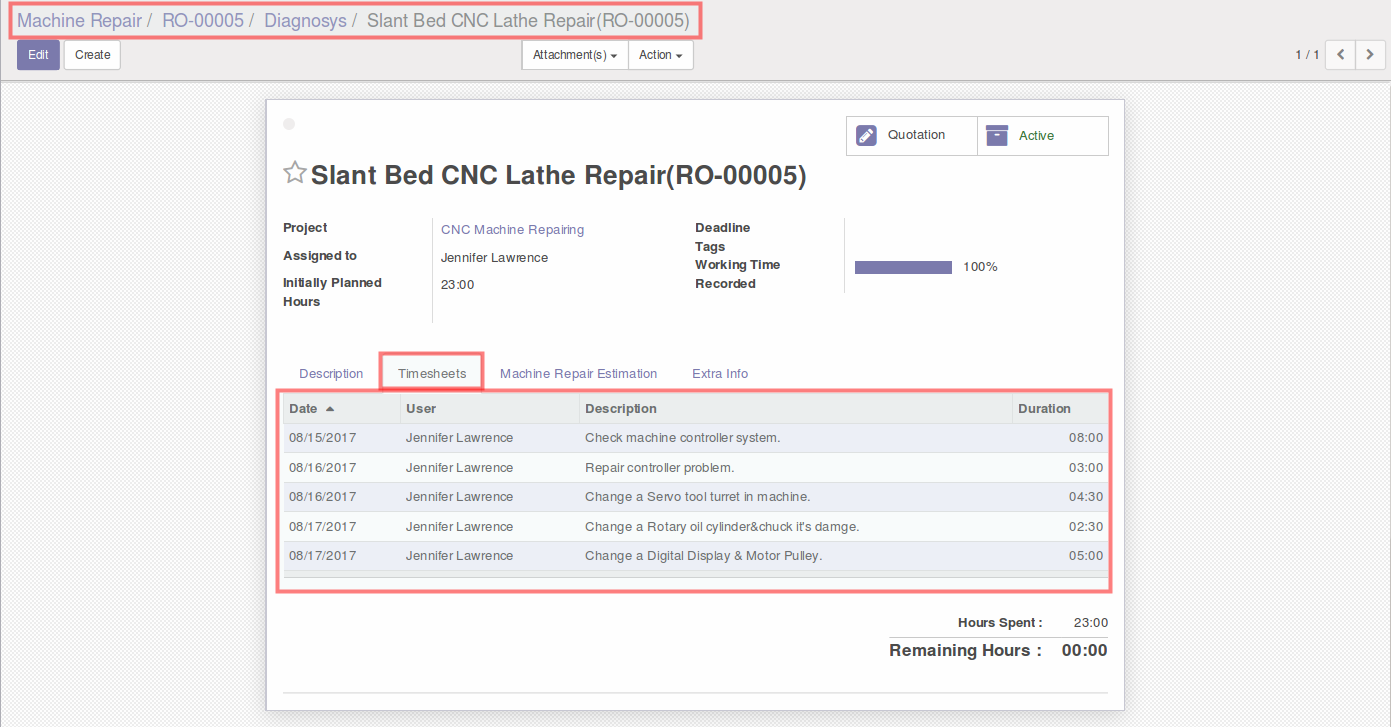 Machine Repair / RO-00005 / Diagnosys / Slant Bed CNC Lathe Repair(RO-00005)
Edit Create Attachment(s) Action 1 / 1
Quotation Active
Slant Bed CNC Lathe Repair(RO-00005)
Project CNC Machine Repairing
Assigned to Jennifer Lawrence
Initially Planned Hours 23:00
Deadline
Tags
Working Time Recorded 100%
Description Timesheets Machine Repair Estimation Extra Info
Date User Description Duration
08/15/2017 Jennifer Lawrence Check machine controller system. 08:00
08/16/2017 Jennifer Lawrence Repair controller problem. 03:00
08/16/2017 Jennifer Lawrence Change a Servo tool turret in machine. 04:30
08/17/2017 Jennifer Lawrence Change a Rotary oil cylinder&chuck it's damge. 02:30
08/17/2017 Jennifer Lawrence Change a Digital Display & Motor Pulley. 05:00
Hours Spent : 23:00
Remaining Hours : 00:00